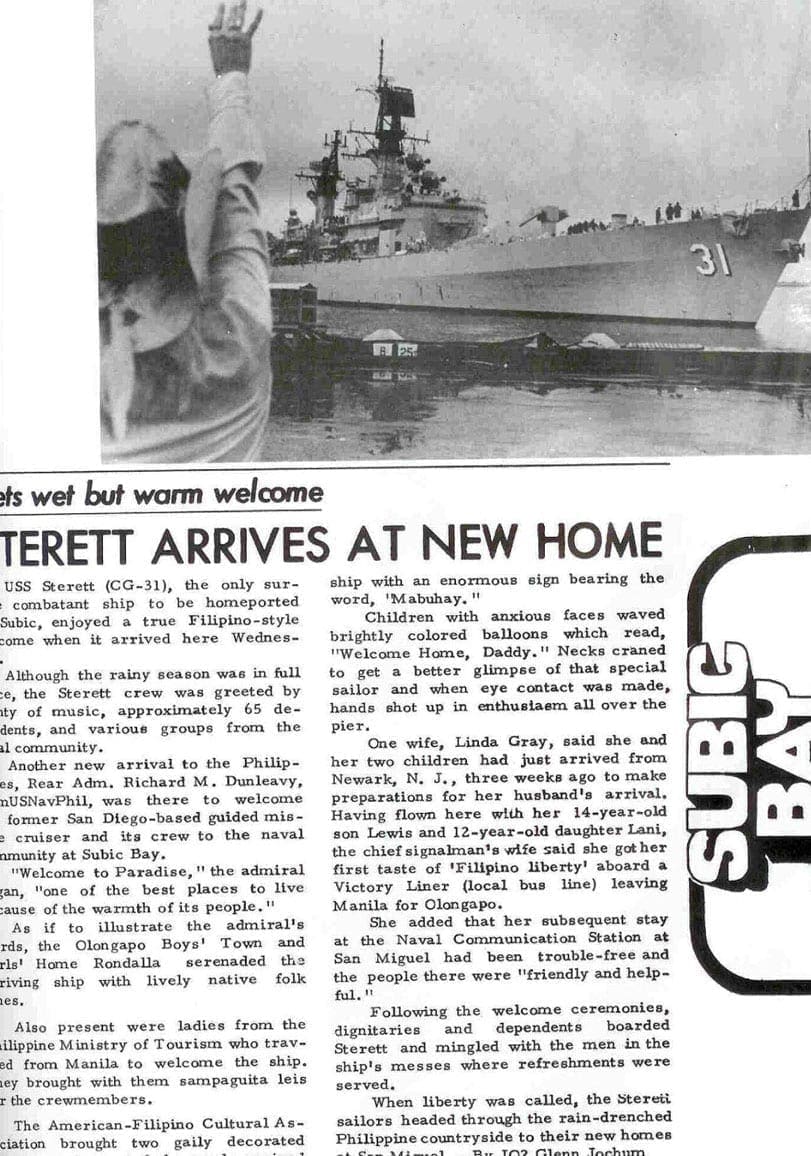 31
B 25
ets wet but warm welcome
TERETT ARRIVES AT NEW HOME
USS Sterett (CG-31), the only sur-
combatant ship to be homeported
Subic, enjoyed a true Filipino-style
come when it arrived here Wednes-
.
Although the rainy season was in full
ce, the Sterett crew was greeted by
nty of music, approximately 65 de-
dents, and various groups from the
al community.
Another new arrival to the Philip-
es, Rear Adm. Richard M. Dunleavy,
mUSNavPhil, was there to welcome
former San Diego-based guided mis-
e cruiser and its crew to the naval
mmunity at Subic Bay.
"Welcome to Paradise," the admiral
gan, "one of the best places to live
cause of the warmth of its people."
As if to illustrate the admiral's
rds, the Olongapo Boys' Town and
rls' Home Rondalla serenaded the
riving ship with lively native folk
nes.
Also present were ladies from the
ilippine Ministry of Tourism who trav-
ed from Manila to welcome the ship.
ey brought with them sampaguita leis
r the crewmembers.
The American-Filipino Cultural As-
ciation brought two gaily decorated
ship with an enormous sign bearing the
word, 'Mabuhay."
Children with anxious faces waved
brightly colored balloons which read,
"Welcome Home, Daddy." Necks craned
to get a better glimpse of that special
sailor and when eye contact was made,
hands shot up in enthusiasm all over the
pier.
One wife, Linda Gray, said she and
her two children had just arrived from
Newark, N. J., three weeks ago to make
preparations for her husband's arrival.
Having flown here with her 14-year-old
son Lewis and 12-year-old daughter Lani,
the chief signalman's wife said she got her
first taste of 'Filipino liberty' aboard a
Victory Liner (local bus line) leaving
Manila for Olongapo.
She added that her subsequent stay
at the Naval Communication Station at
San Miguel had been trouble-free and
the people there were "friendly and help-
ful."
Following the welcome ceremonies,
dignitaries and dependents boarded
Sterett and mingled with the men in the
ship's messes where refreshments were
served.
When liberty was called, the Sterett
sailors headed through the rain-drenched
Philippine countryside to their new homes
at San Miguel.--By JO2 Glenn Jochum
SUBIC
BAY